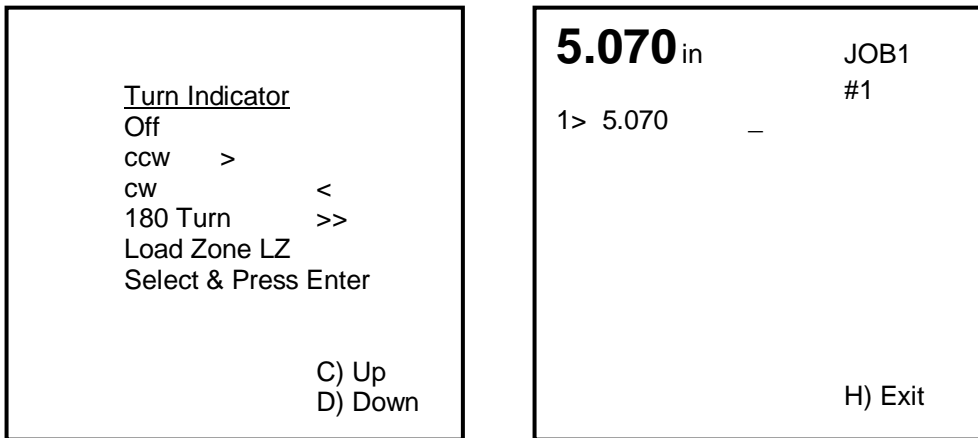 Turn Indicator
Off
ccw >
cw <
180 Turn >>
Load Zone LZ
Select & Press Enter
C) Up
D) Down
5.070 in JOB1
#1
1> 5.070 _
H) Exit